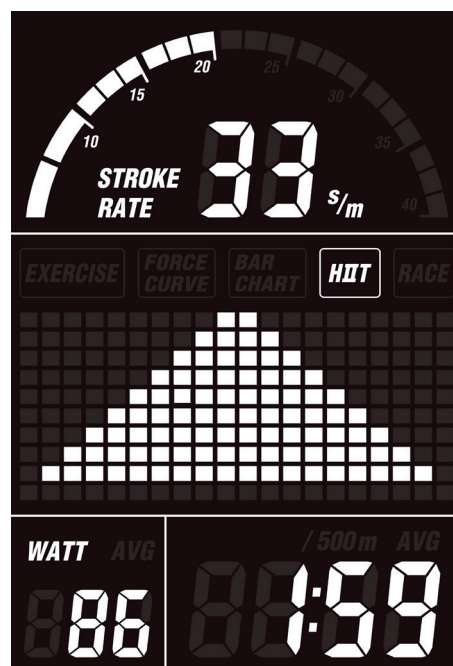 10
15
20
25
30
35
40
STROKE
RATE
33 s/m
EXERCISE
FORCE
CURVE
BAR
CHART
HIIT
RACE
WATT AVG
86
/500m AVG
1:59